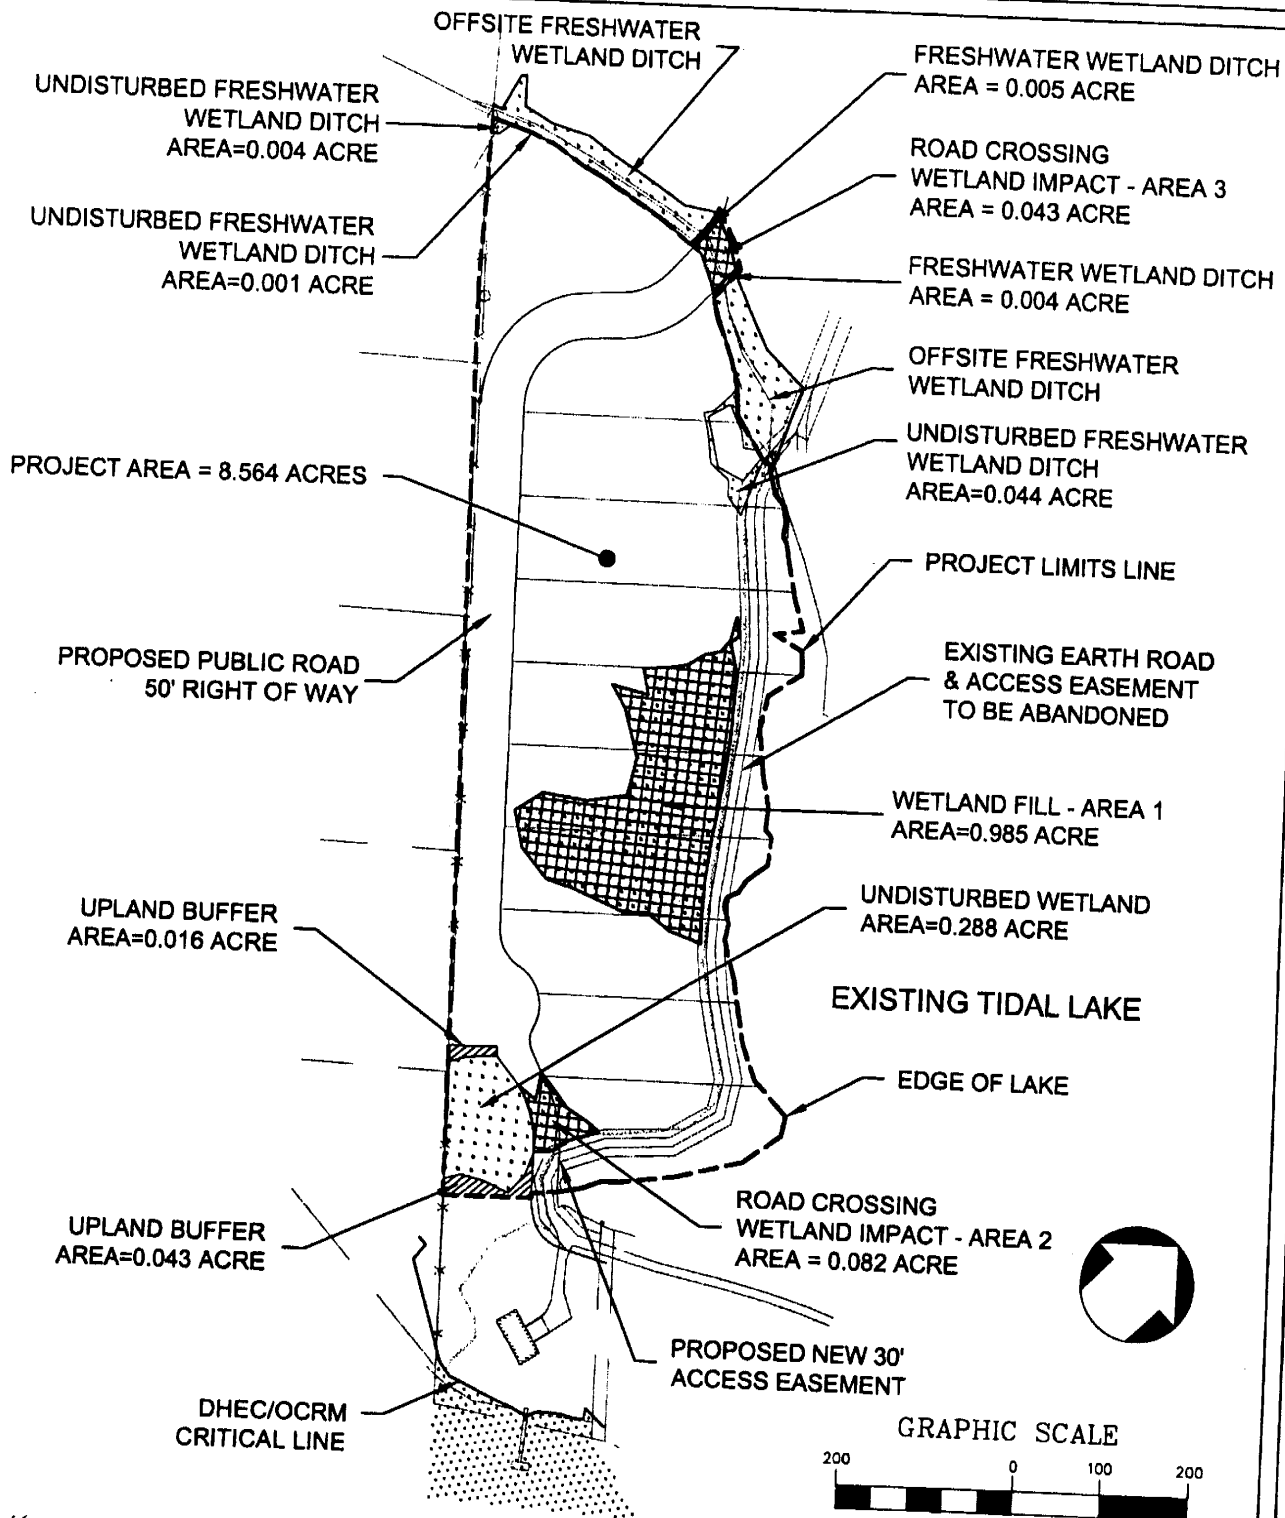 OFFSITE FRESHWATER
WETLAND DITCH
FRESHWATER WETLAND DITCH
AREA = 0.005 ACRE
UNDISTURBED FRESHWATER
WETLAND DITCH
AREA=0.004 ACRE
ROAD CROSSING
WETLAND IMPACT - AREA 3
AREA = 0.043 ACRE
UNDISTURBED FRESHWATER
WETLAND DITCH
AREA=0.001 ACRE
FRESHWATER WETLAND DITCH
AREA = 0.004 ACRE
OFFSITE FRESHWATER
WETLAND DITCH
UNDISTURBED FRESHWATER
WETLAND DITCH
AREA=0.044 ACRE
PROJECT AREA = 8.564 ACRES
PROJECT LIMITS LINE
PROPOSED PUBLIC ROAD
50' RIGHT OF WAY
EXISTING EARTH ROAD
& ACCESS EASEMENT
TO BE ABANDONED
WETLAND FILL - AREA 1
AREA=0.985 ACRE
UPLAND BUFFER
AREA=0.016 ACRE
UNDISTURBED WETLAND
AREA=0.288 ACRE
EXISTING TIDAL LAKE
EDGE OF LAKE
UPLAND BUFFER
AREA=0.043 ACRE
ROAD CROSSING
WETLAND IMPACT - AREA 2
AREA = 0.082 ACRE
PROPOSED NEW 30'
ACCESS EASEMENT
DHEC/OCRM
CRITICAL LINE
GRAPHIC SCALE
200 0 100 200